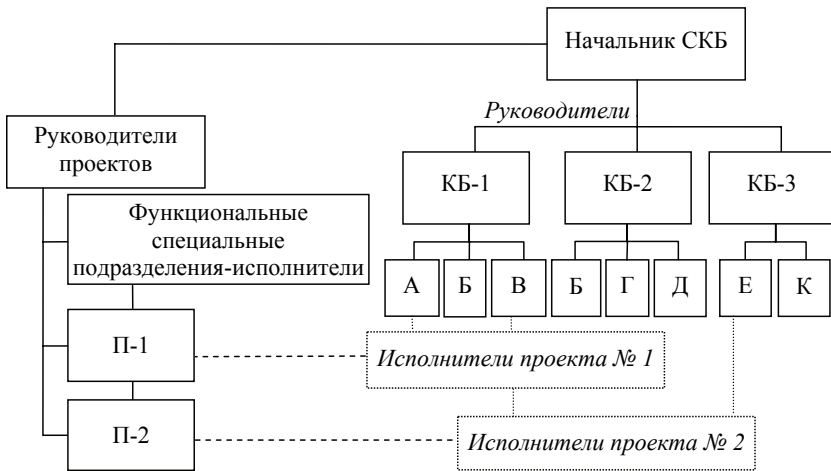 Начальник СКБ
Руководители
Руководители
проектов
КБ-1
КБ-2
КБ-3
Функциональные
специальные
подразделения-исполнители
А
Б
В
Б
Г
Д
Е
К
П-1
Исполнители проекта № 1
П-2
Исполнители проекта № 2